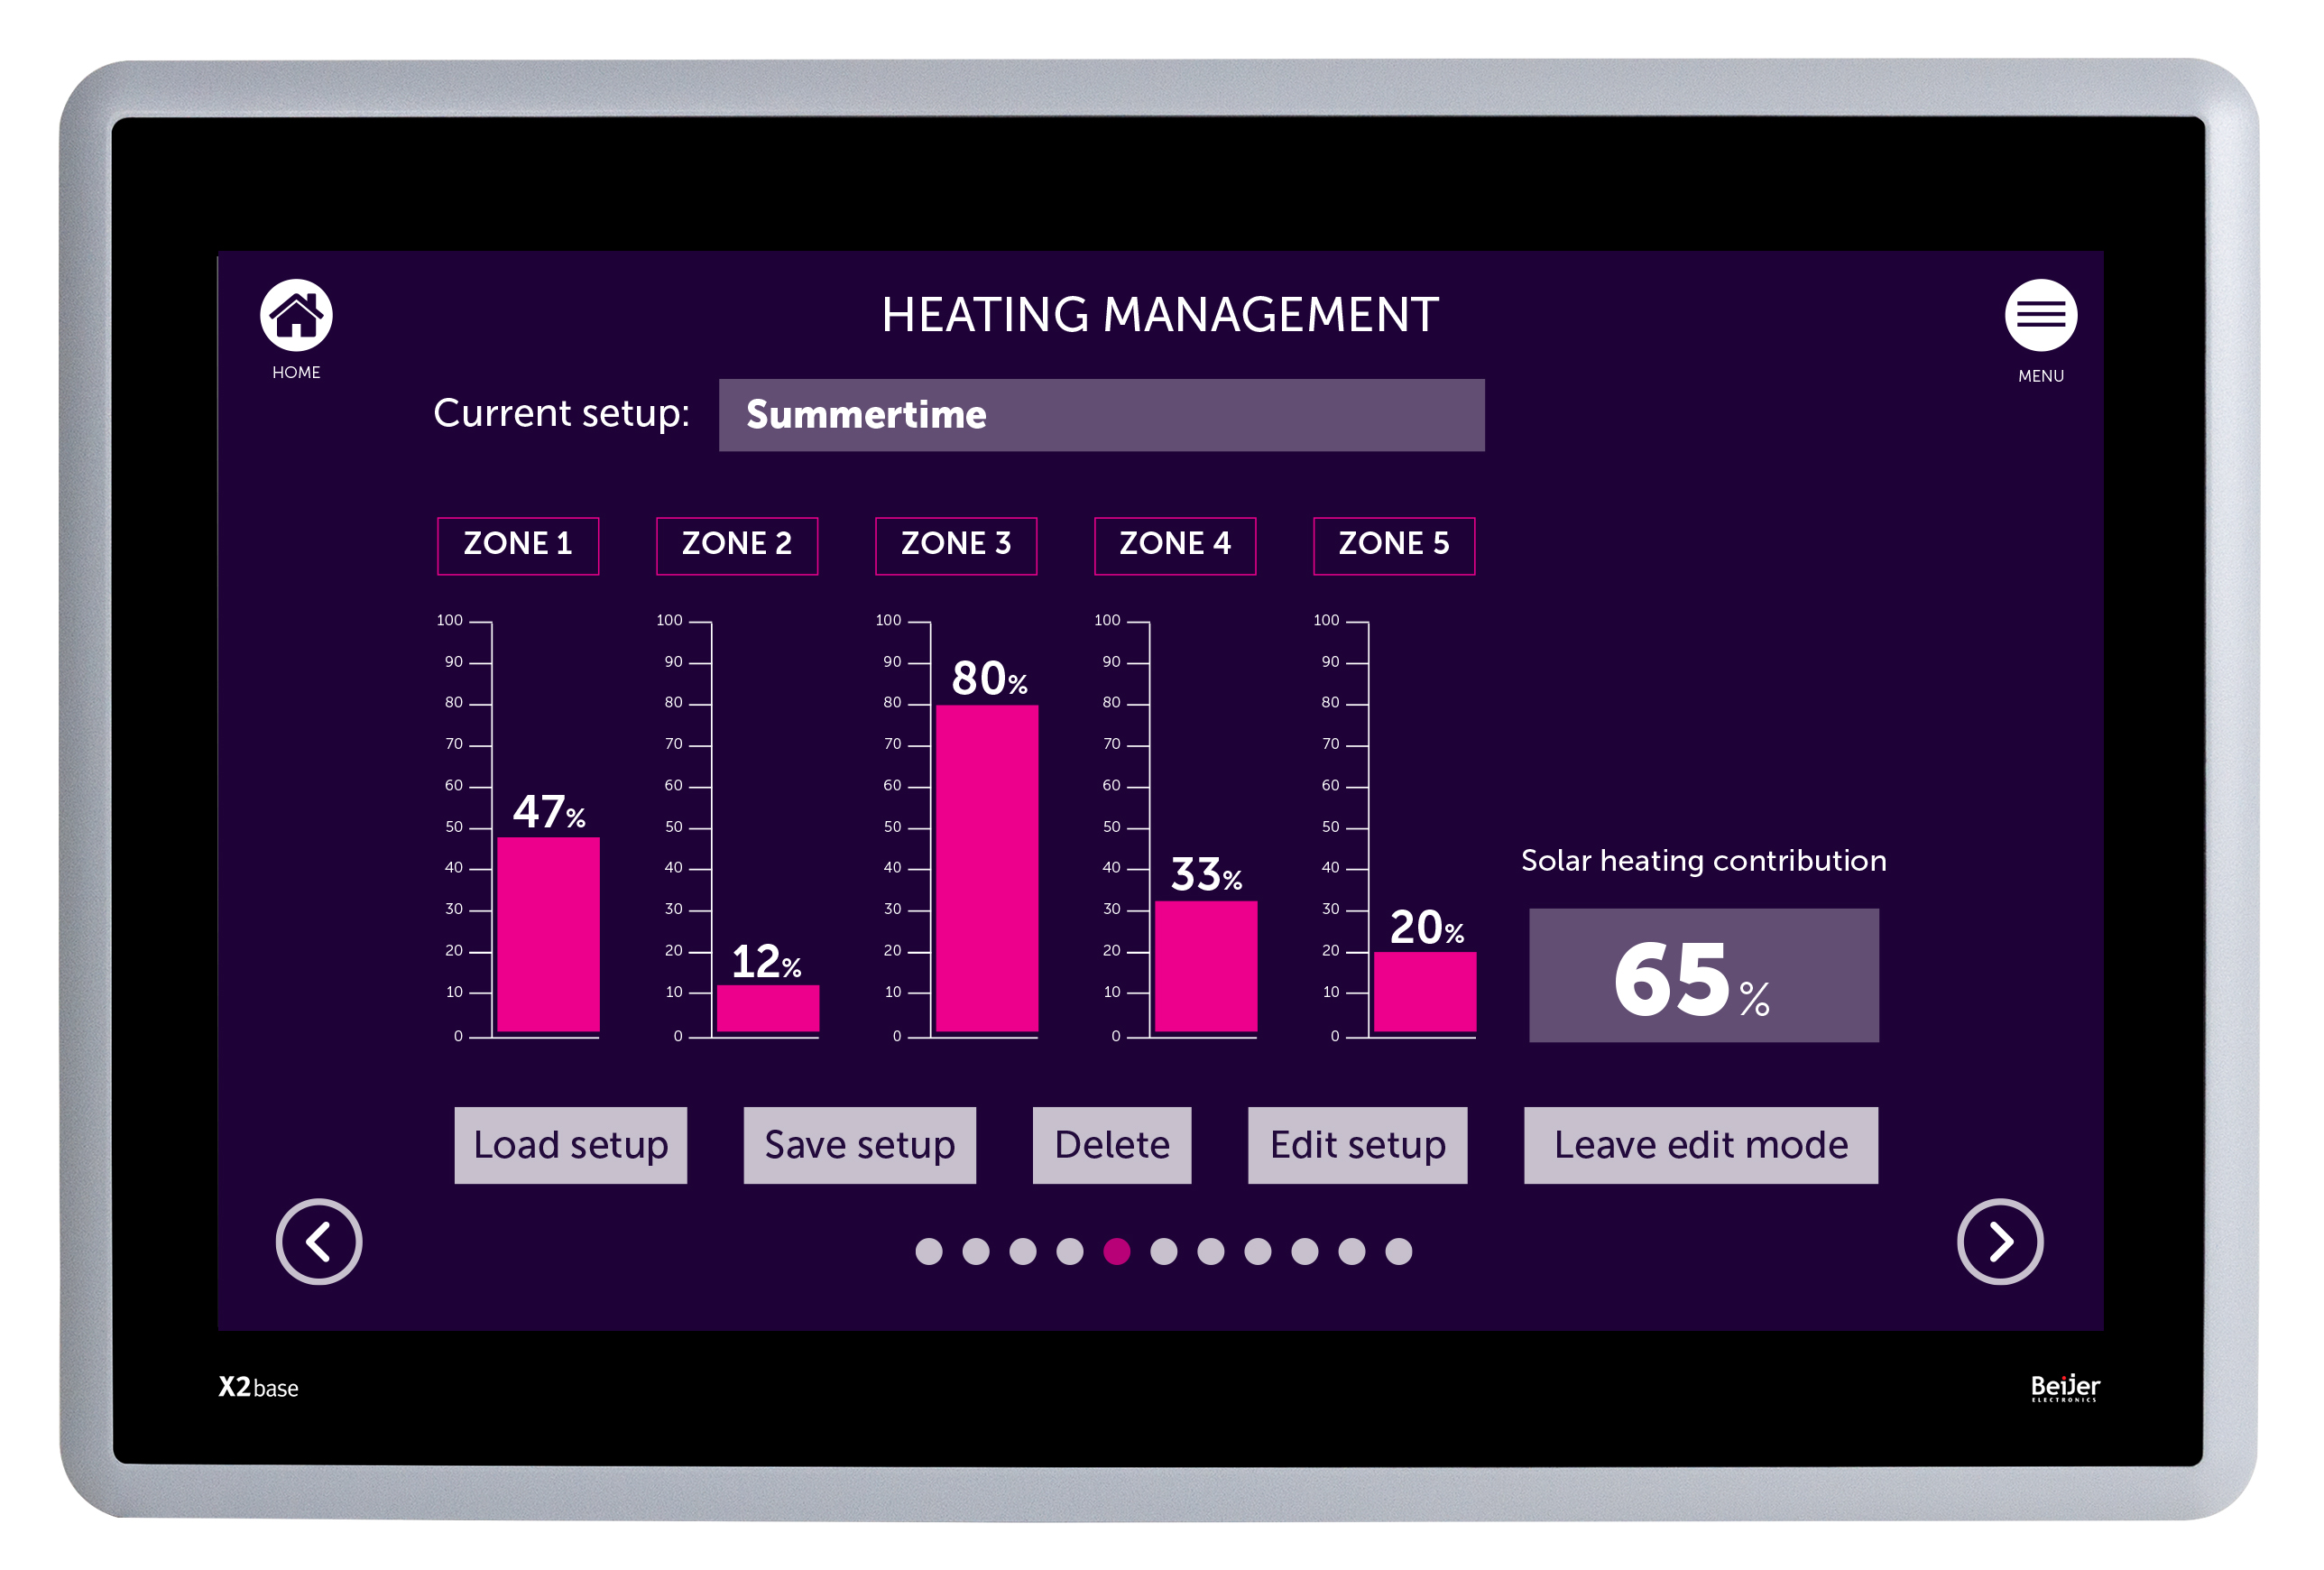 HEATING MANAGEMENT
HOME
MENU
Current setup: Summertime
ZONE 1 ZONE 2 ZONE 3 ZONE 4 ZONE 5
100 100 100 100 100
90 90 90 90 90
80%
80 80 80 80 80
70 70 70 70 70
60 60 60 60 60
47%
50 50 50 50 50
40 40 40 40 40
Solar heating contribution
33%
30 30 30 30 30
20%
20 20 20 20 20
12%
65%
10 10 10 10 10
0 0 0 0 0
Load setup Save setup Delete Edit setup Leave edit mode
X2 base
Beijer
ELECTRONICS